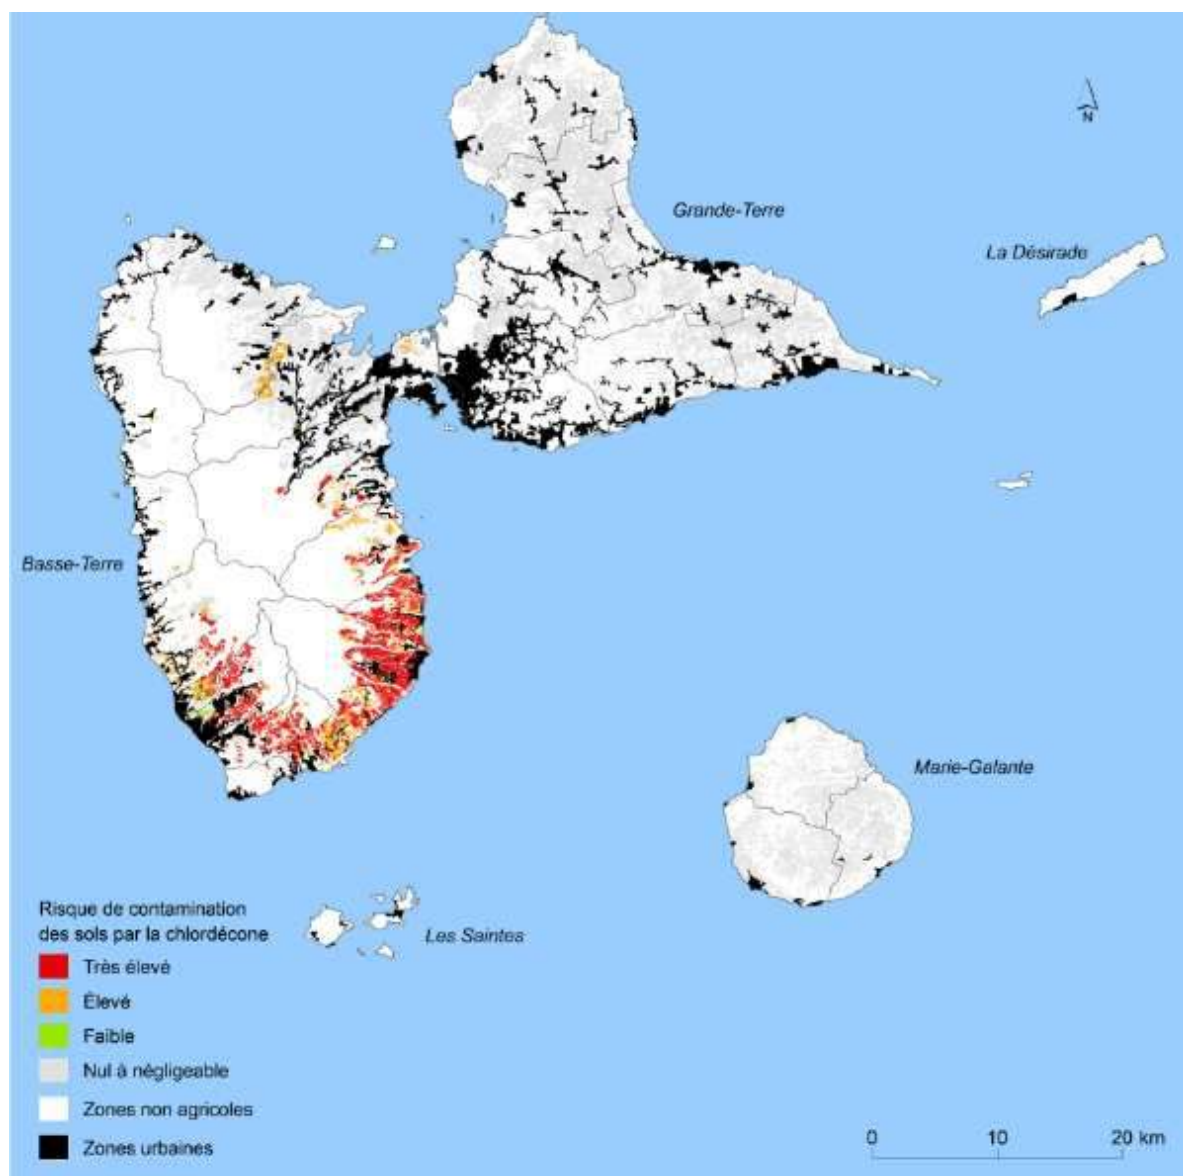 N
Grande-Terre
La Désirade
Basse-Terre
Marie-Galante
Les Saintes
Risque de contamination
des sols par la chlordécone
Très élevé
Élevé
Faible
Nul à négligeable
Zones non agricoles
Zones urbaines
0 10 20 km